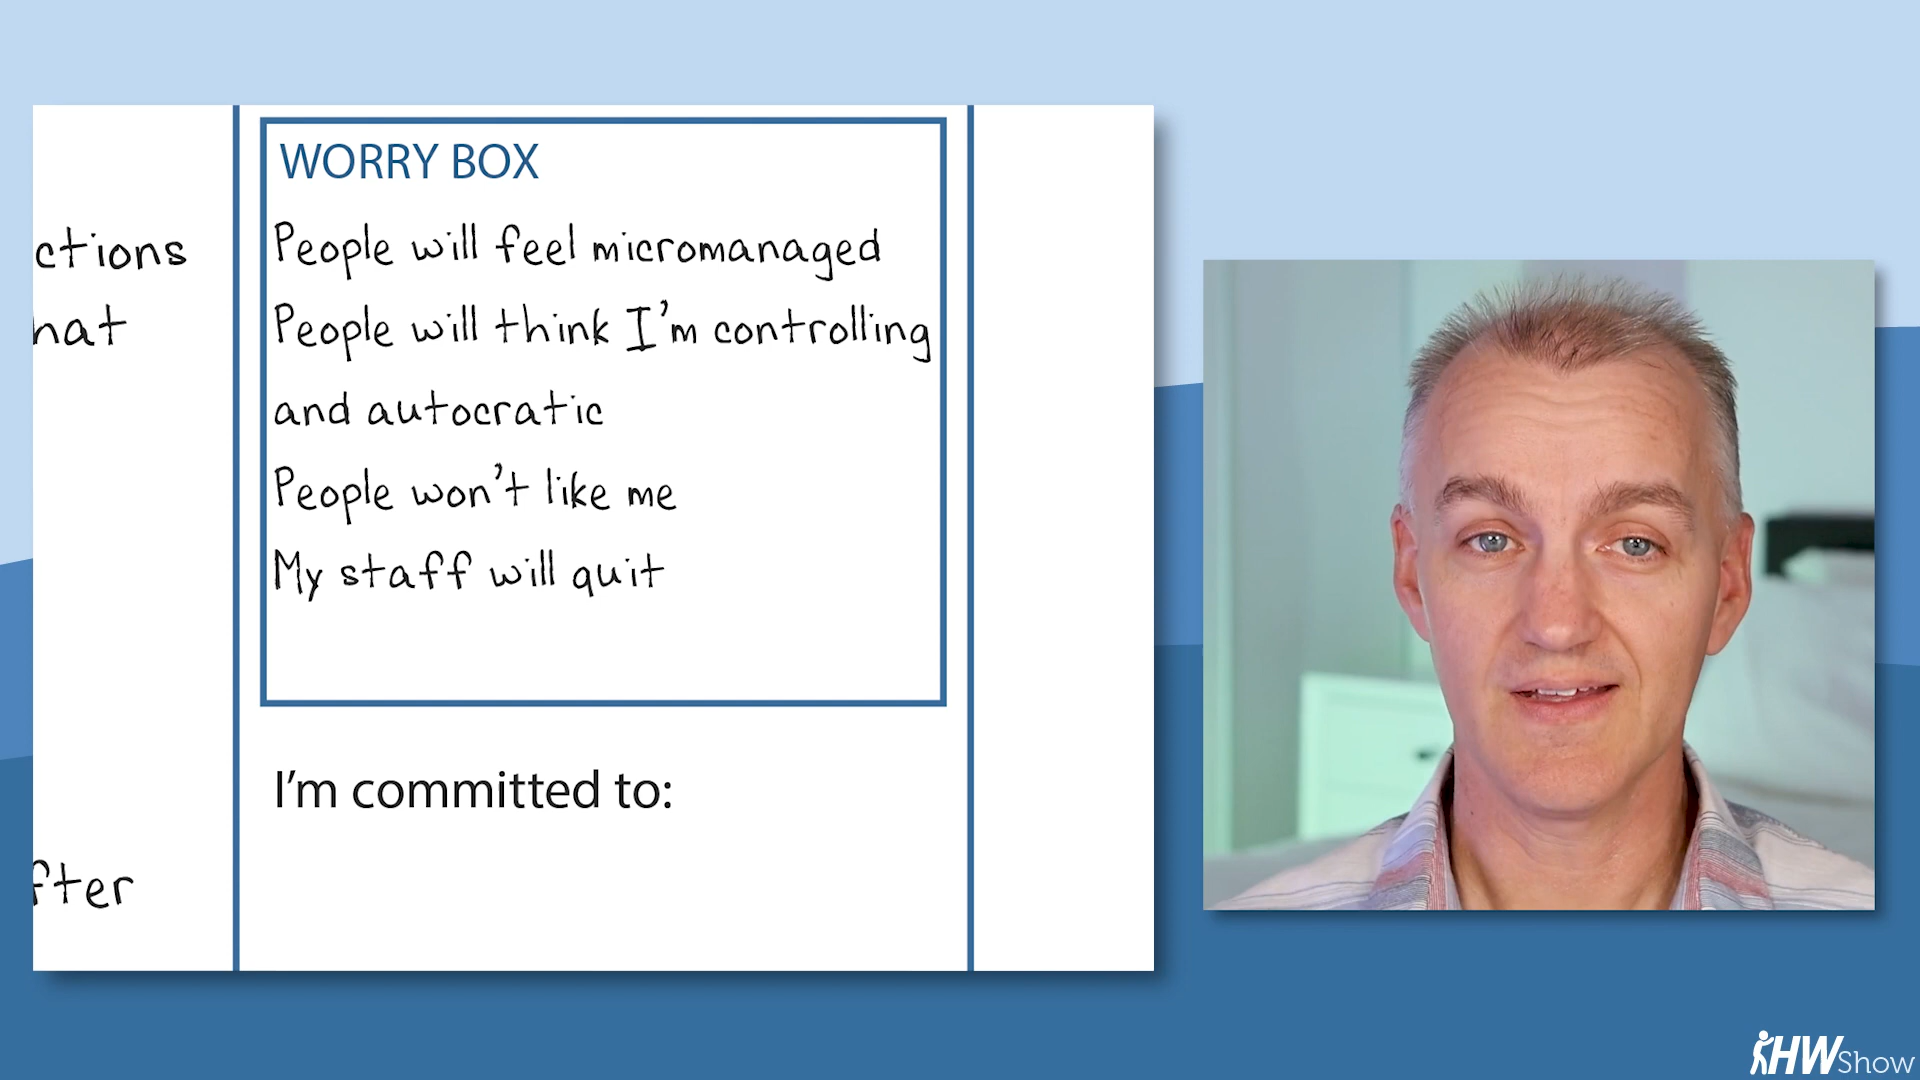 ctions
hat
fter
WORRY BOX
People will feel micromanaged
People will think I'm controlling
and autocratic
People won't like me
My staff will quit
I'm committed to:
HWShow